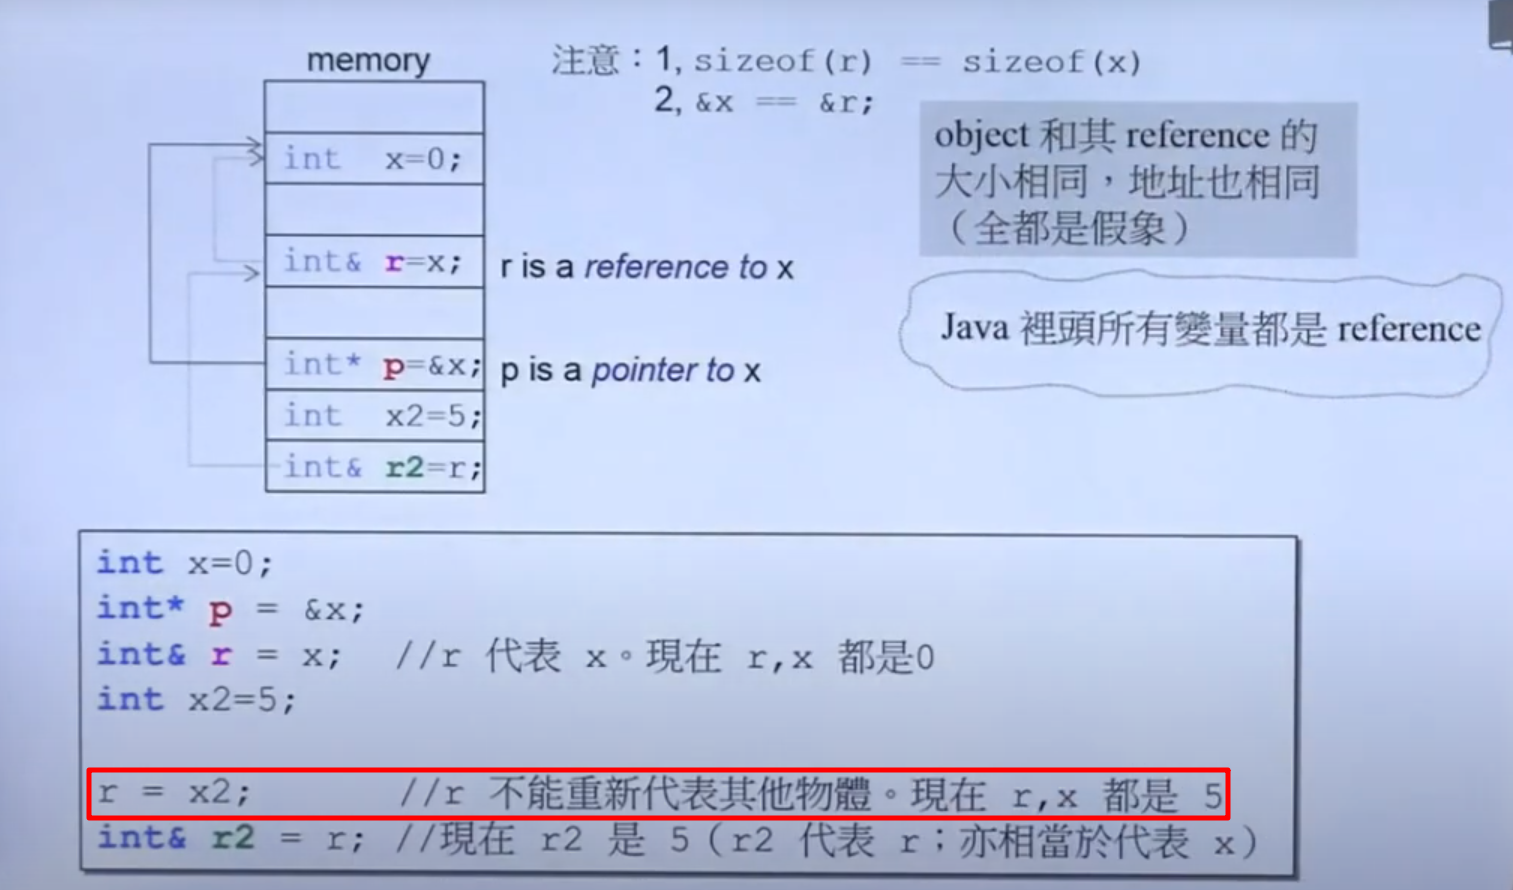 memory
注意：1, sizeof(r) == sizeof(x)
2, &x == &r;
object 和其 reference 的
大小相同，地址也相同
（全都是假象）
int x=0;
int& r=x;
r is a reference to x
Java 裡頭所有變量都是 reference
int* p=&x;
p is a pointer to x
int x2=5;
int& r2=r;
int x=0;
int* p = &x;
int& r = x; //r 代表 x。現在 r,x 都是0
int x2=5;
r = x2; //r 不能重新代表其他物體。現在 r,x 都是 5
int& r2 = r; //現在 r2 是 5（r2 代表 r；亦相當於代表 x）